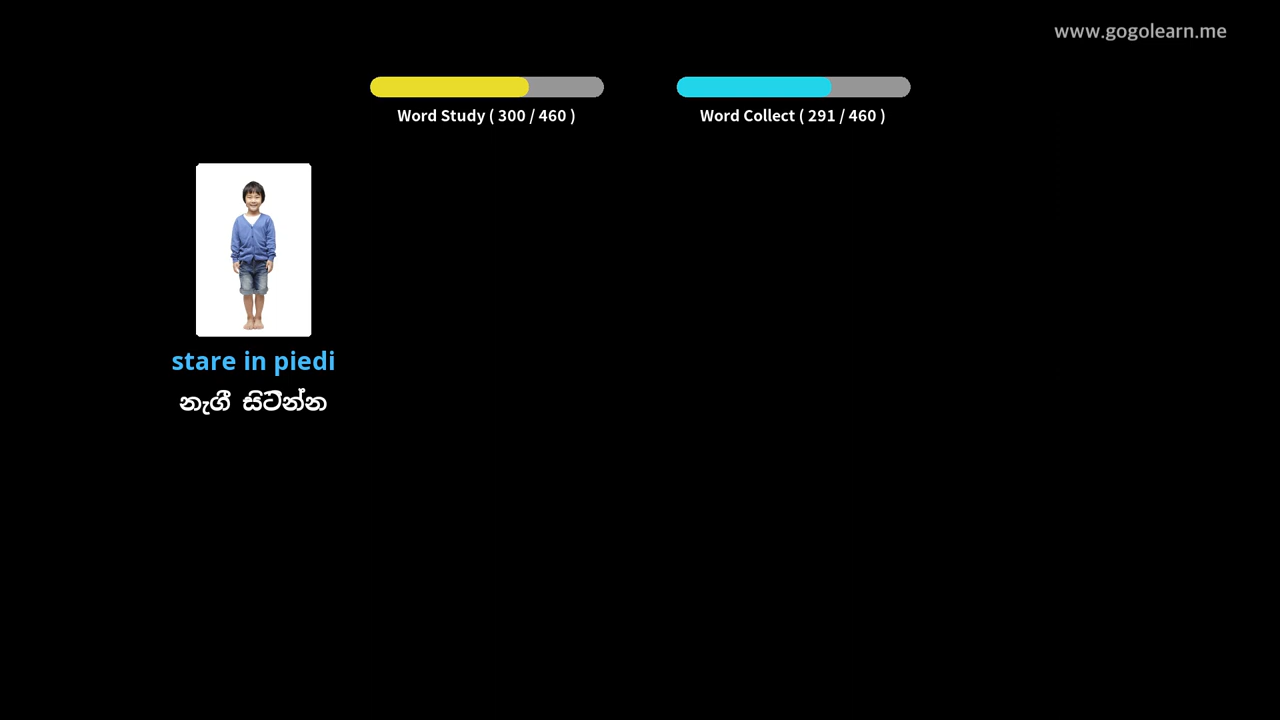 www.gogolearn.me
Word Study ( 300 / 460 )
Word Collect ( 291 / 460 )
stare in piedi
නැගී සිටින්න